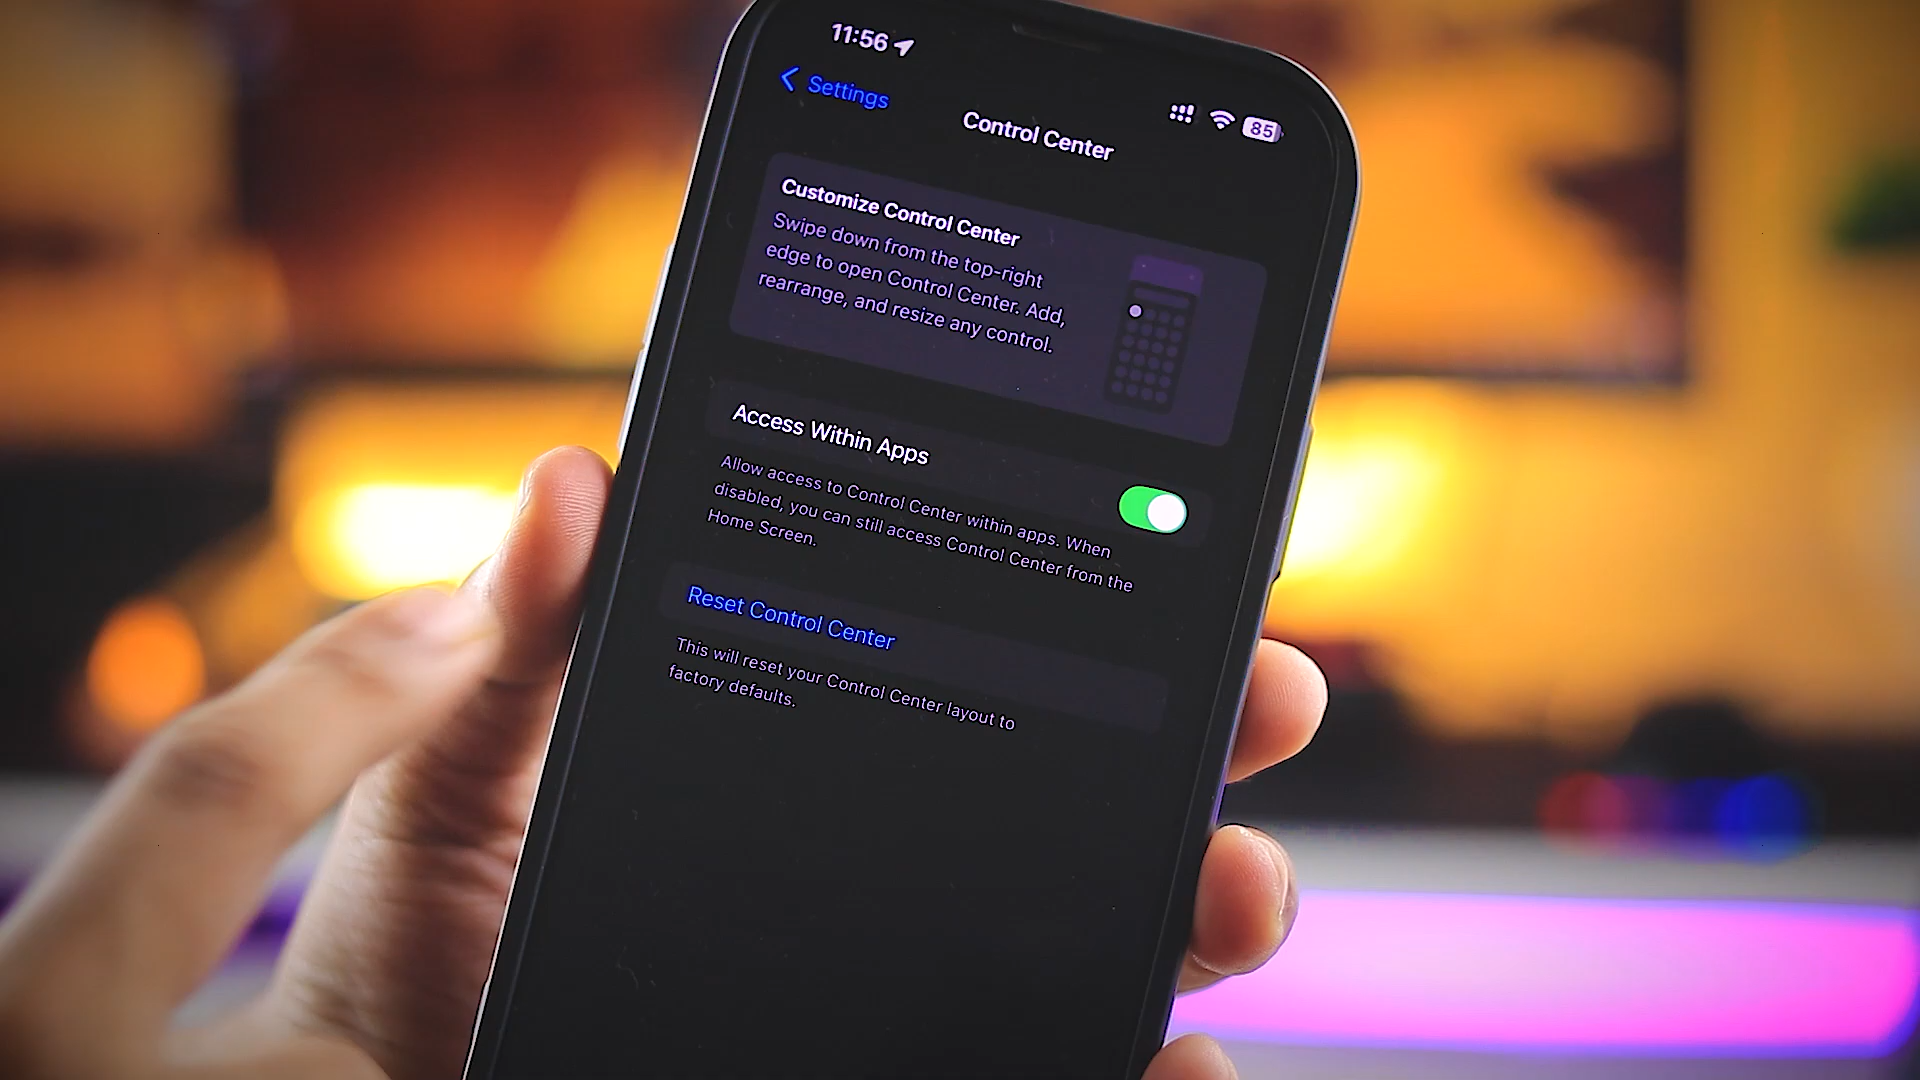 11:56
Settings
85
Control Center
Customize Control Center
Swipe down from the top-right
edge to open Control Center. Add,
rearrange, and resize any control.
Access Within Apps
Allow access to Control Center within apps. When
disabled, you can still access Control Center from the
Home Screen.
Reset Control Center
This will reset your Control Center layout to
factory defaults.